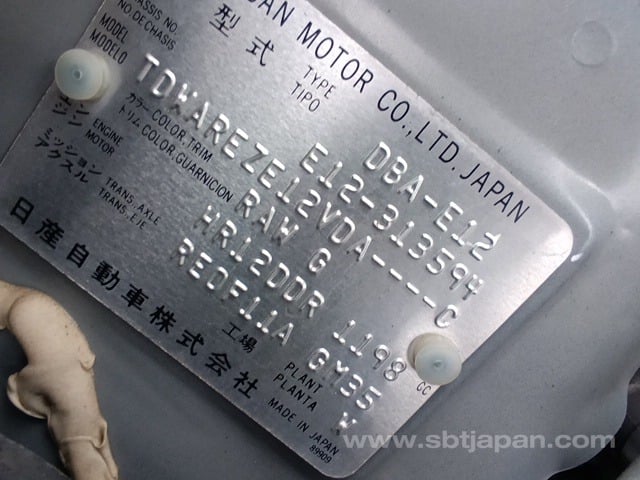 SAN MOTOR CO.,LTD.JAPAN
型式 TYPE TIPO DBA-E12
CHASSIS NO.
NO.DE CHASIS E12-313594
MODEL
MODELO TDWAREZE12VDA----C
カラー COLOR,TRIM
トリム COLOR,GUARNICION RAW G
エン
ジン ENGINE
MOTOR HR12DDR 1198 CC
ミッション
アクスル TRANS.,AXLE
TRANS.,EJE RE0F11A GM35
工場 PLANT
PLANTA W
日産自動車株式会社 MADE IN JAPAN
89909
www.sbtjapan.com